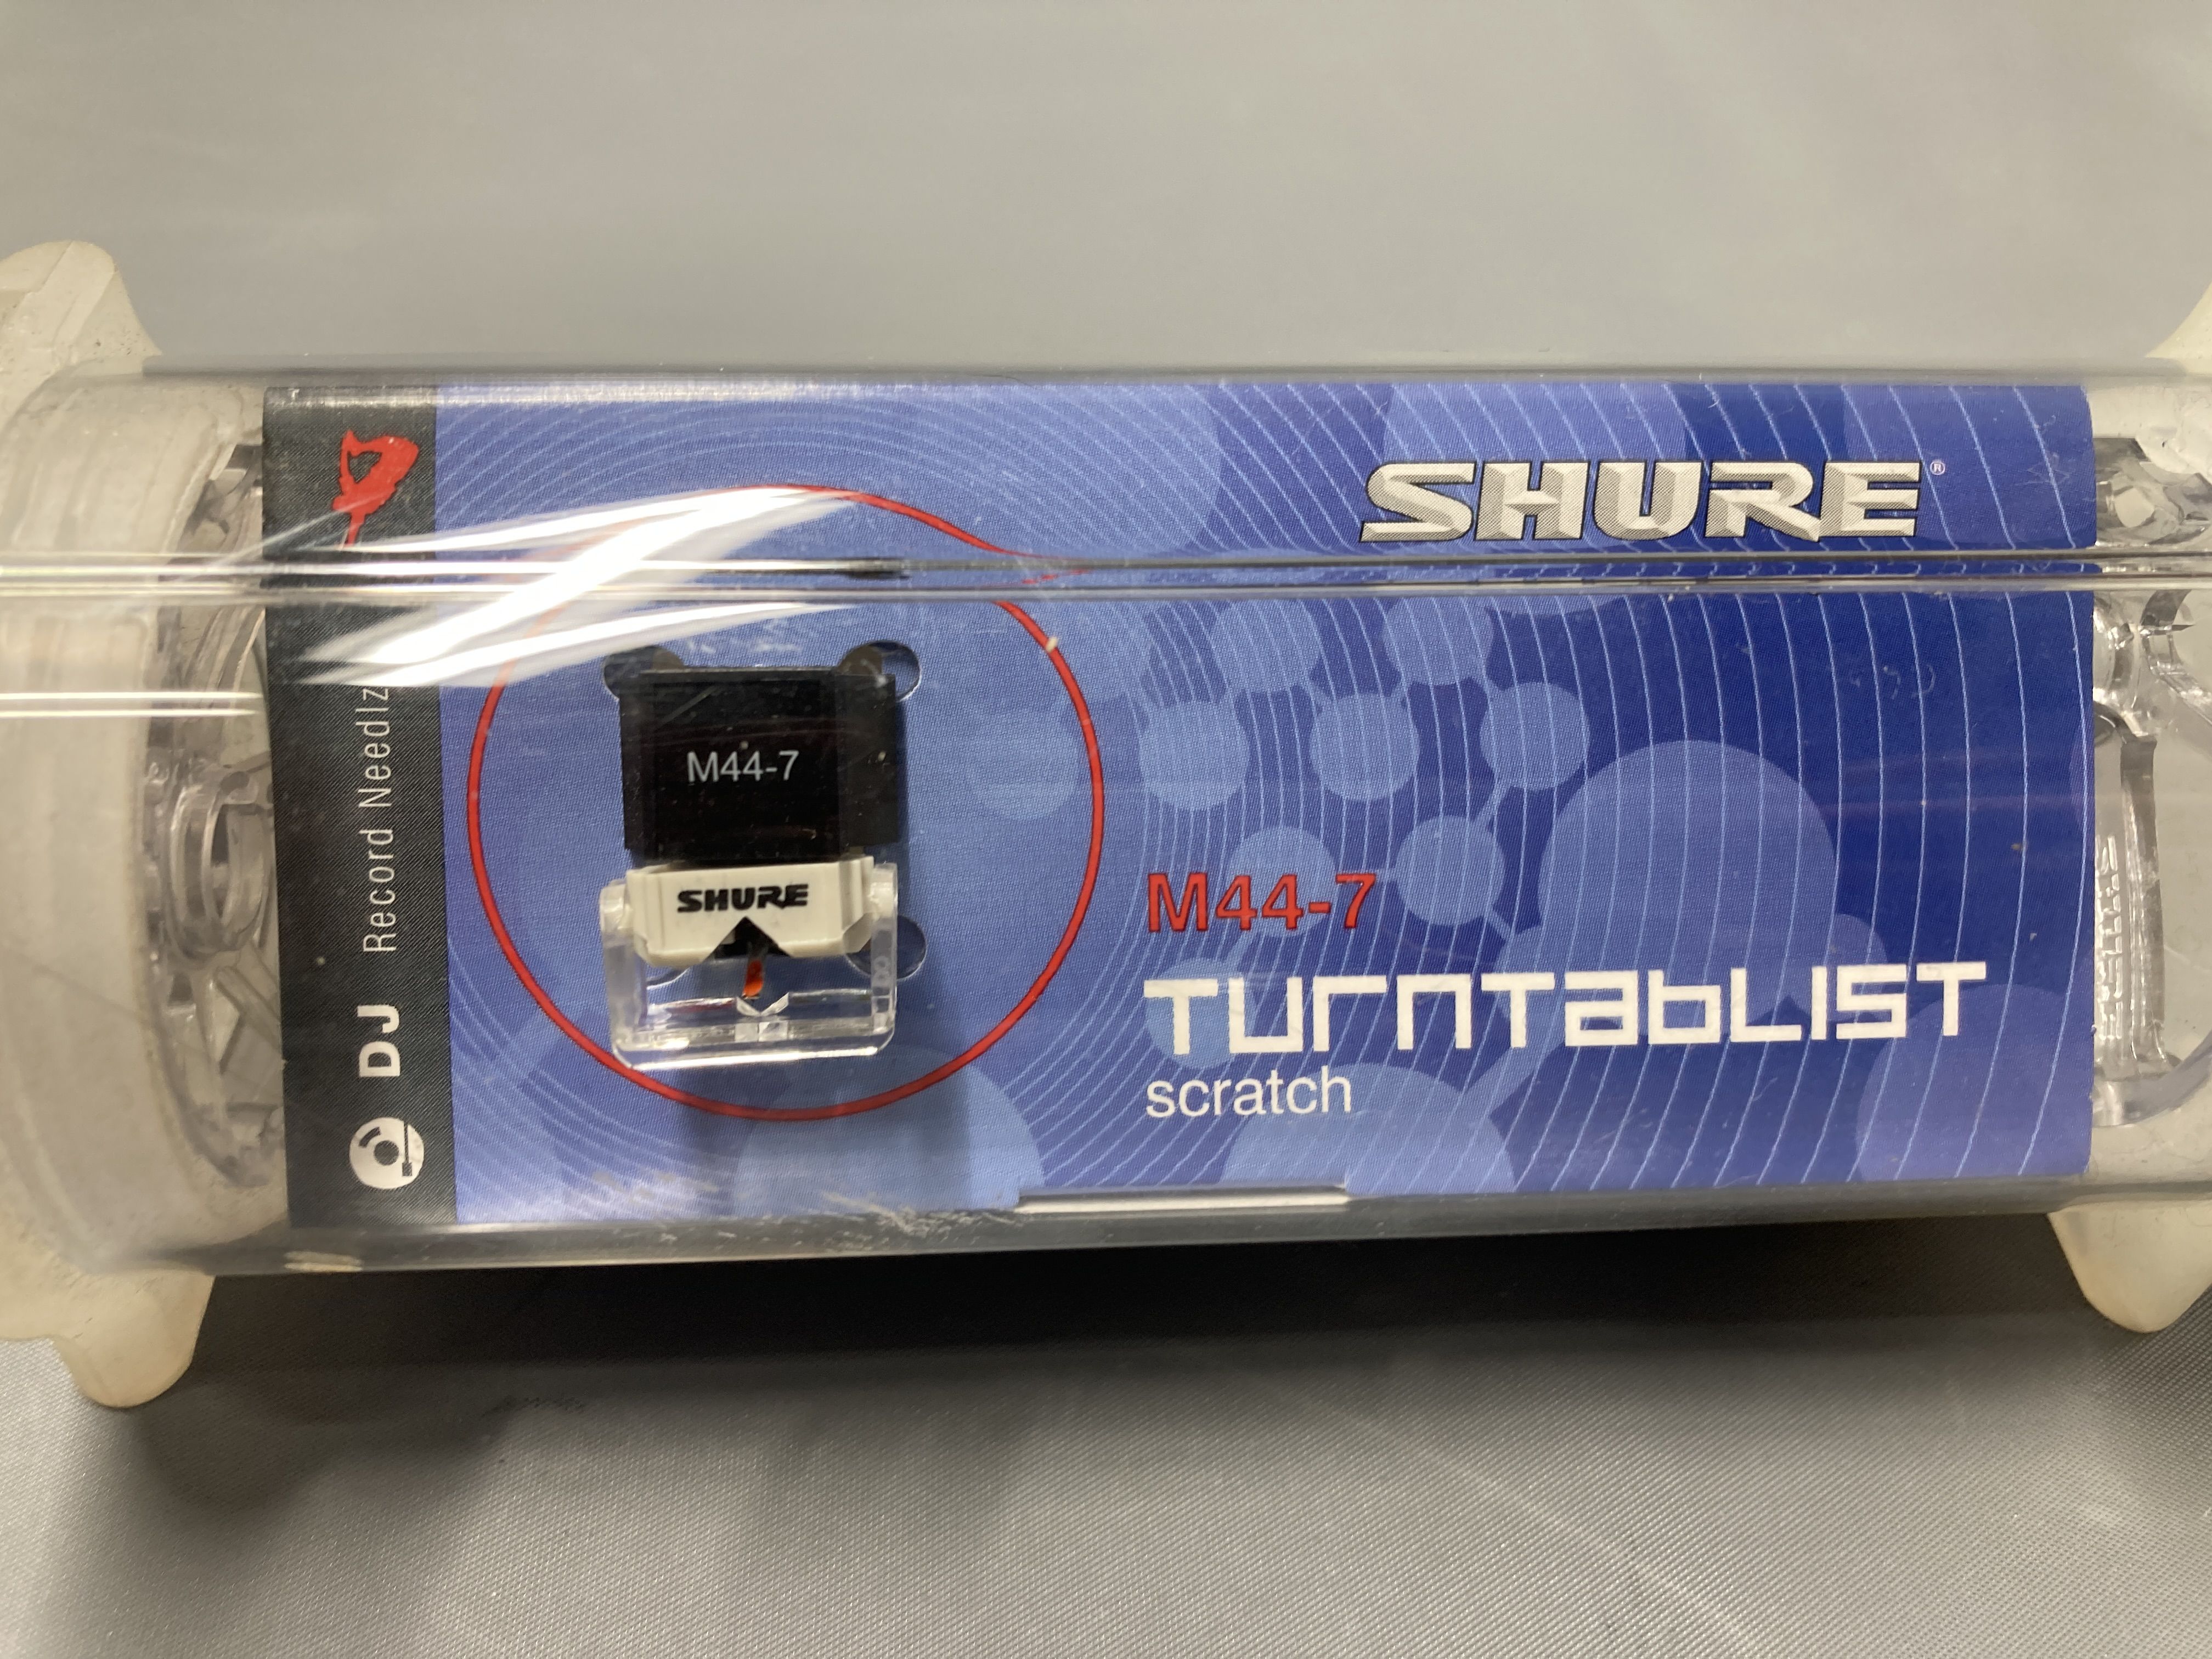 SHURE®
M44-7
SHURE
M44-7
TURNTABLIST
scratch
DJ Record Needlz